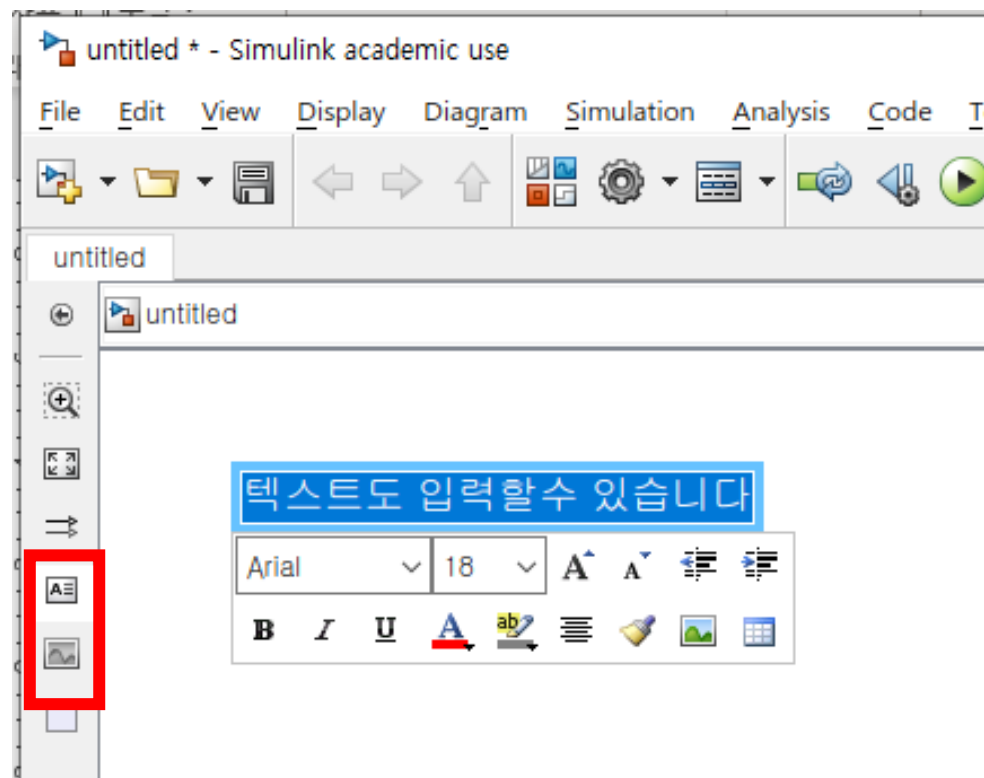 untitled * - Simulink academic use
File Edit View Display Diagram Simulation Analysis Code
untitled
untitled
텍스트도 입력할수 있습니다
Arial 18 A A
B I U A ab
A